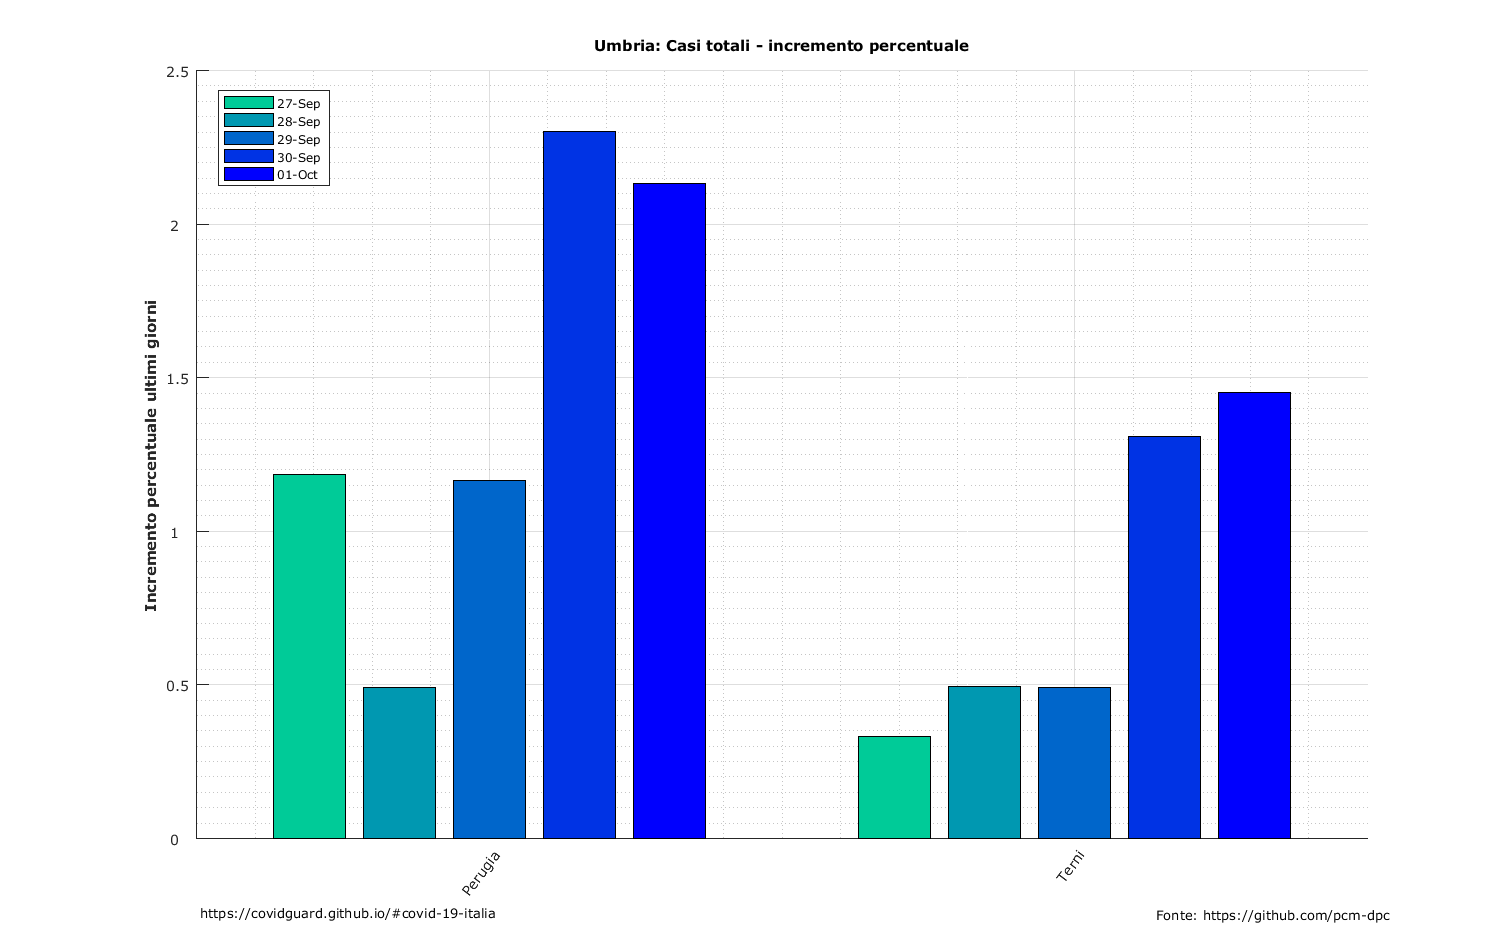 Umbria: Casi totali - incremento percentuale
2.5
2
1.5
1
0.5
0
Incremento percentuale ultimi giorni
27-Sep
28-Sep
29-Sep
30-Sep
01-Oct
Perugia
Terni
https://covidguard.github.io/#covid-19-italia
Fonte: https://github.com/pcm-dpc